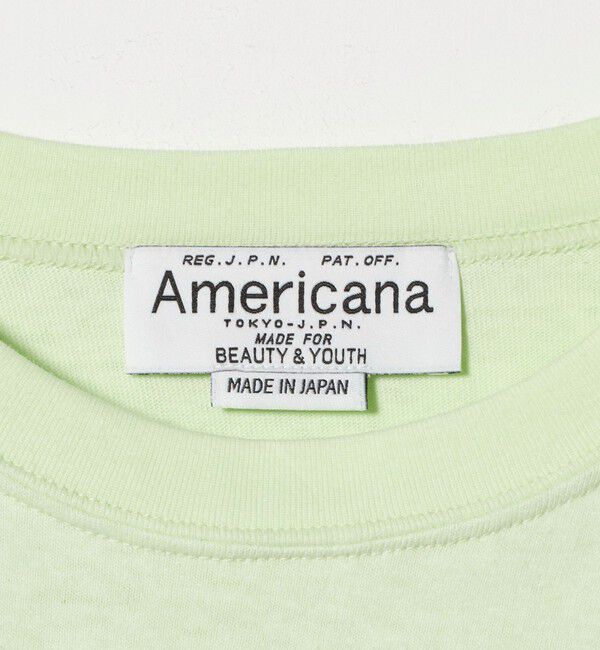 REG.J.P.N. PAT.OFF.
Americana
TOKYO-J.P.N.
MADE FOR
BEAUTY & YOUTH
MADE IN JAPAN